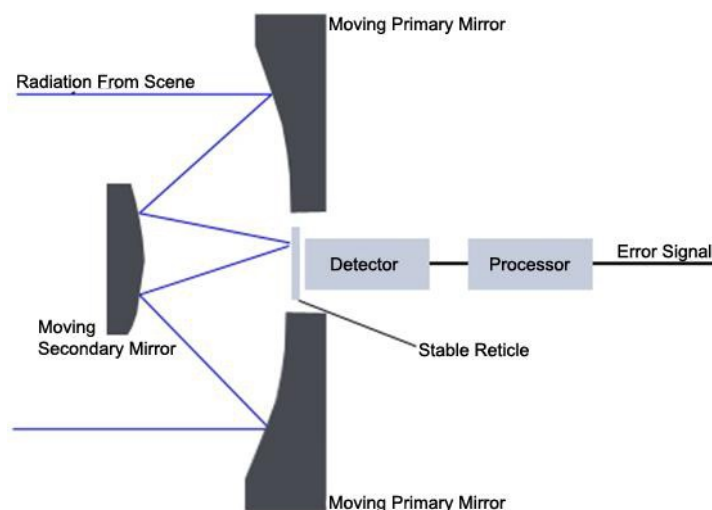 Moving Primary Mirror
Radiation From Scene
Detector
Processor
Error Signal
Moving
Secondary Mirror
Stable Reticle
Moving Primary Mirror